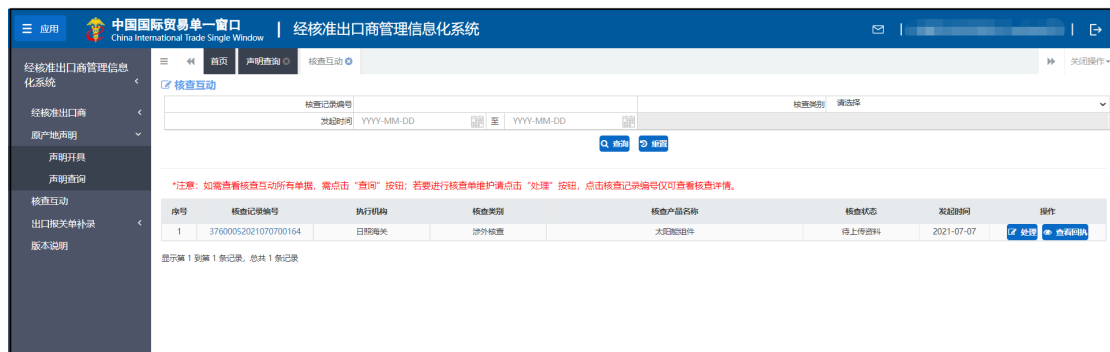 应用
中国国际贸易单一窗口
China International Trade Single Window
经核准出口商管理信息化系统
经核准出口商管理信息
化系统
经核准出口商
原产地声明
声明开具
声明查询
核查互动
出口报关单补录
版本说明
首页 声明查询 核查互动 关闭操作
核查互动
核查记录编号 核查类别 请选择
发起时间 YYYY-MM-DD 至 YYYY-MM-DD
查询 重置
*注意：如需查看核查互动所有单据，需点击“查询”按钮；若要进行核查单维护请点击“处理”按钮，点击核查记录编号仅可查看核查详情。
序号 核查记录编号 执行机构 核查类别 核查产品名称 核查状态 发起时间 操作
1 37600052021070700164 日照海关 涉外核查 太阳能组件 待上传资料 2021-07-07 处理 查看回执
显示第 1 到第 1 条记录，总共 1 条记录